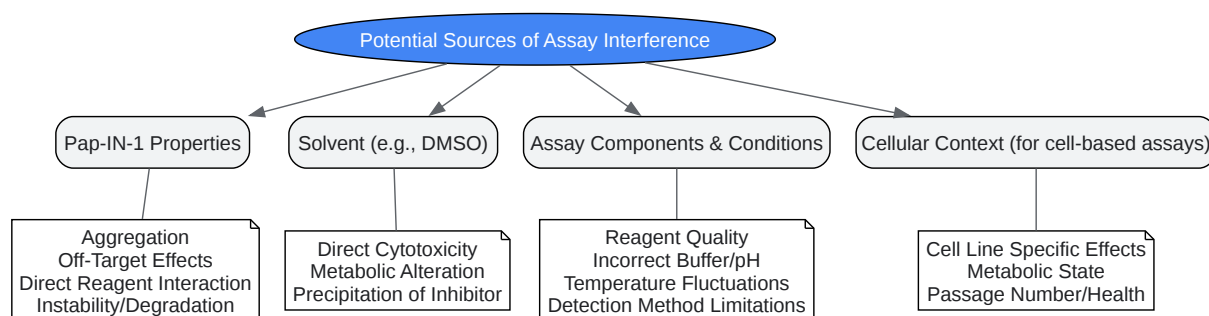 Potential Sources of Assay Interference
Pap-IN-1 Properties
Solvent (e.g., DMSO)
Assay Components & Conditions
Cellular Context (for cell-based assays)
Aggregation
Off-Target Effects
Direct Reagent Interaction
Instability/Degradation
Direct Cytotoxicity
Metabolic Alteration
Precipitation of Inhibitor
Reagent Quality
Incorrect Buffer/pH
Temperature Fluctuations
Detection Method Limitations
Cell Line Specific Effects
Metabolic State
Passage Number/Health